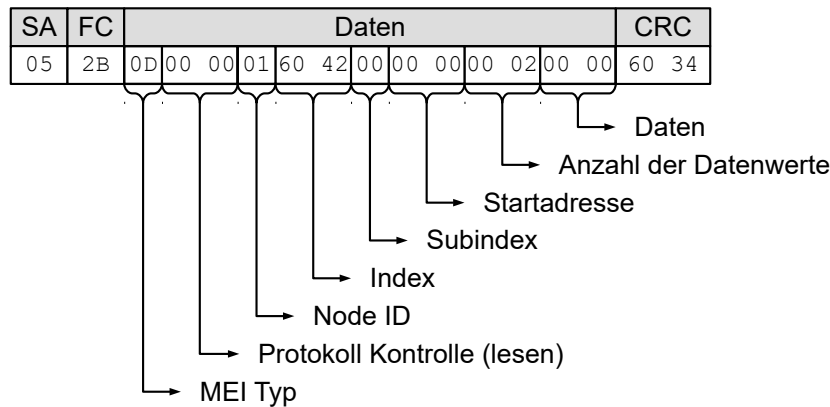 SA FC Daten CRC
05 2B 0D 00 00 01 60 42 00 00 00 00 02 00 00 60 34
Daten
Anzahl der Datenwerte
Startadresse
Subindex
Index
Node ID
Protokoll Kontrolle (lesen)
MEI Typ